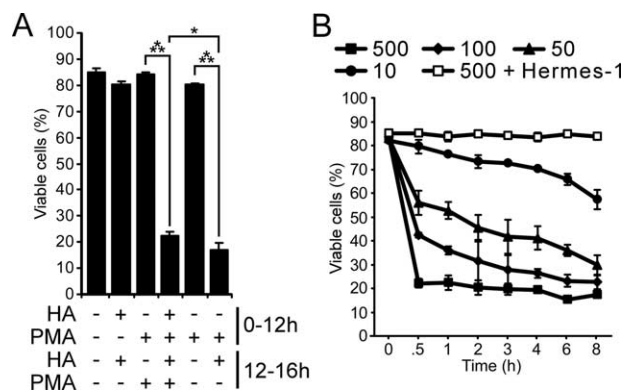 A
*
*
**
*
**
Viable cells (%)
100
90
80
70
60
50
40
30
20
10
0
HA - + - + - -
PMA - - + + + +
0-12h
HA - + - + - +
PMA - - + + - -
12-16h
B
500 100 50
10 500 + Hermes-1
Viable cells (%)
100
90
80
70
60
50
40
30
20
10
0
0 .5 1 2 3 4 6 8
Time (h)